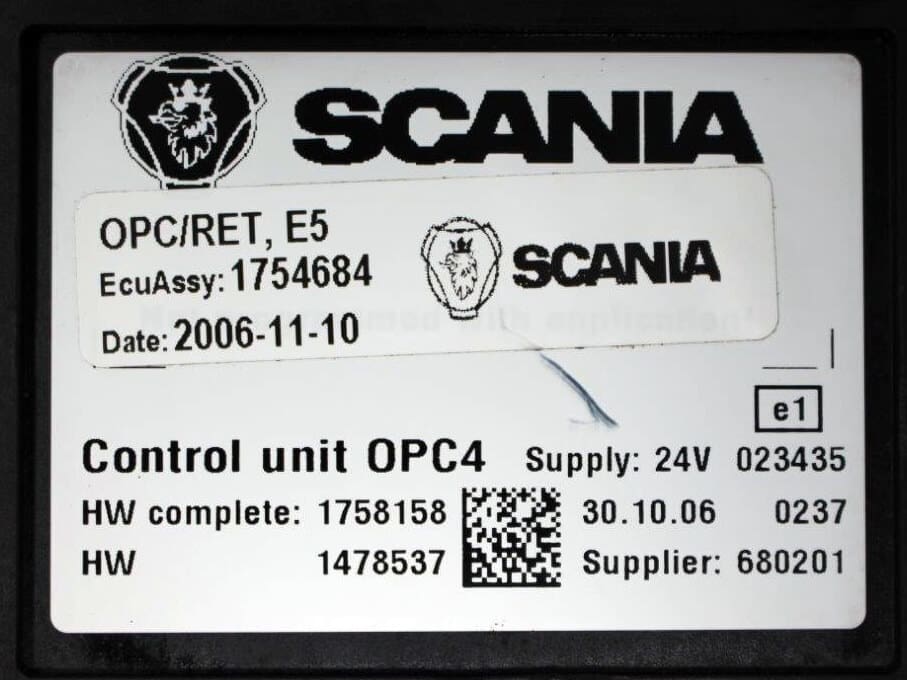 SCANIA
OPC/RET, E5
EcuAssy: 1754684
SCANIA
Date: 2006-11-10
e1
Control unit OPC4 Supply: 24V 023435
HW complete: 1758158 30.10.06 0237
HW 1478537 Supplier: 680201